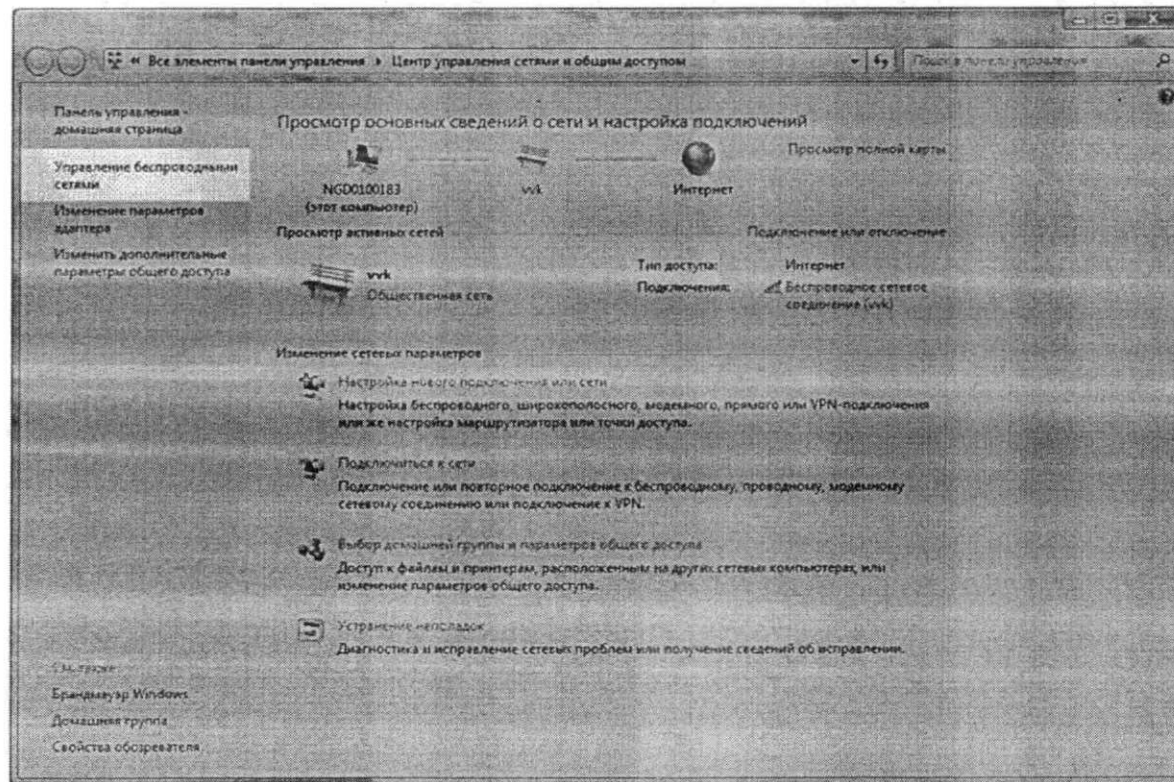 « Все элементы панели управления ▸ Центр управления сетями и общим доступом
Поиск в панели управления
Панель управления -
домашняя страница
Управление беспроводными
сетями
Изменение параметров
адаптера
Изменить дополнительные
параметры общего доступа
Просмотр основных сведений о сети и настройка подключений
Просмотр полной карты
NGD0100183
(этот компьютер)
vvk
Интернет
Просмотр активных сетей
Подключение или отключение
vvk
Общественная сеть
Тип доступа: Интернет
Подключения: Беспроводное сетевое
соединение (vvk)
Изменение сетевых параметров
Настройка нового подключения или сети
Настройка беспроводного, широкополосного, модемного, прямого или VPN-подключения
или же настройка маршрутизатора или точки доступа.
Подключиться к сети
Подключение или повторное подключение к беспроводному, проводному, модемному
сетевому соединению или подключение к VPN.
Выбор домашней группы и параметров общего доступа
Доступ к файлам и принтерам, расположенным на других сетевых компьютерах, или
изменение параметров общего доступа.
Устранение неполадок
Диагностика и исправление сетевых проблем или получение сведений об исправлении.
См. также
Брандмауэр Windows
Домашняя группа
Свойства обозревателя